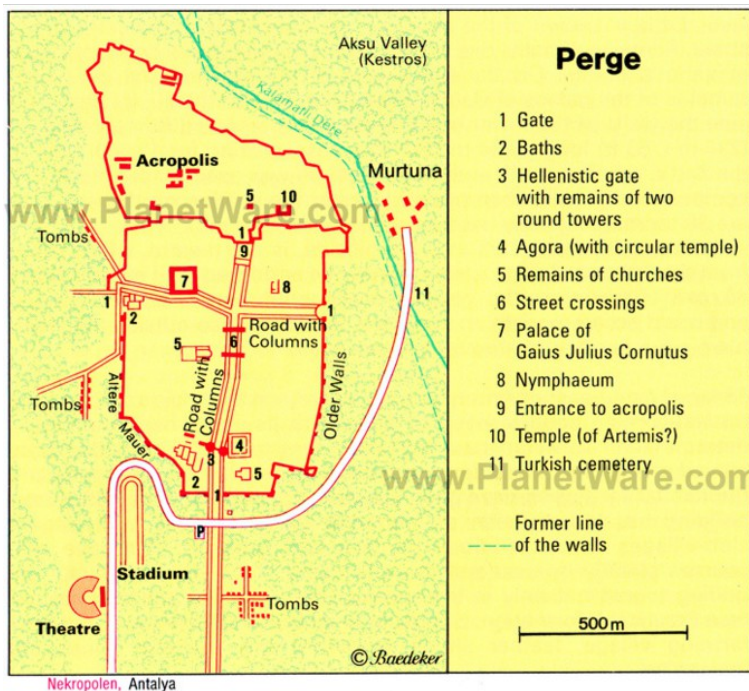 Aksu Valley
(Kestros)
Kalamati Dere
Acropolis
Murtuna
5
10
www.PlanetWare.com
Tombs
1
9
7
8
11
1
2
1
Road with
Columns
6
5
Road with
Columns
Older Walls
Tombs
Altere
Mauer
4
3
2
5
1
P
Stadium
Tombs
Theatre
© Baedeker
Nekropolen, Antalya
Perge
1 Gate
2 Baths
3 Hellenistic gate
with remains of two
round towers
4 Agora (with circular temple)
5 Remains of churches
6 Street crossings
7 Palace of
Gaius Julius Cornutus
8 Nymphaeum
9 Entrance to acropolis
10 Temple (of Artemis?)
11 Turkish cemetery
www.PlanetWare.com
Former line
of the walls
500 m